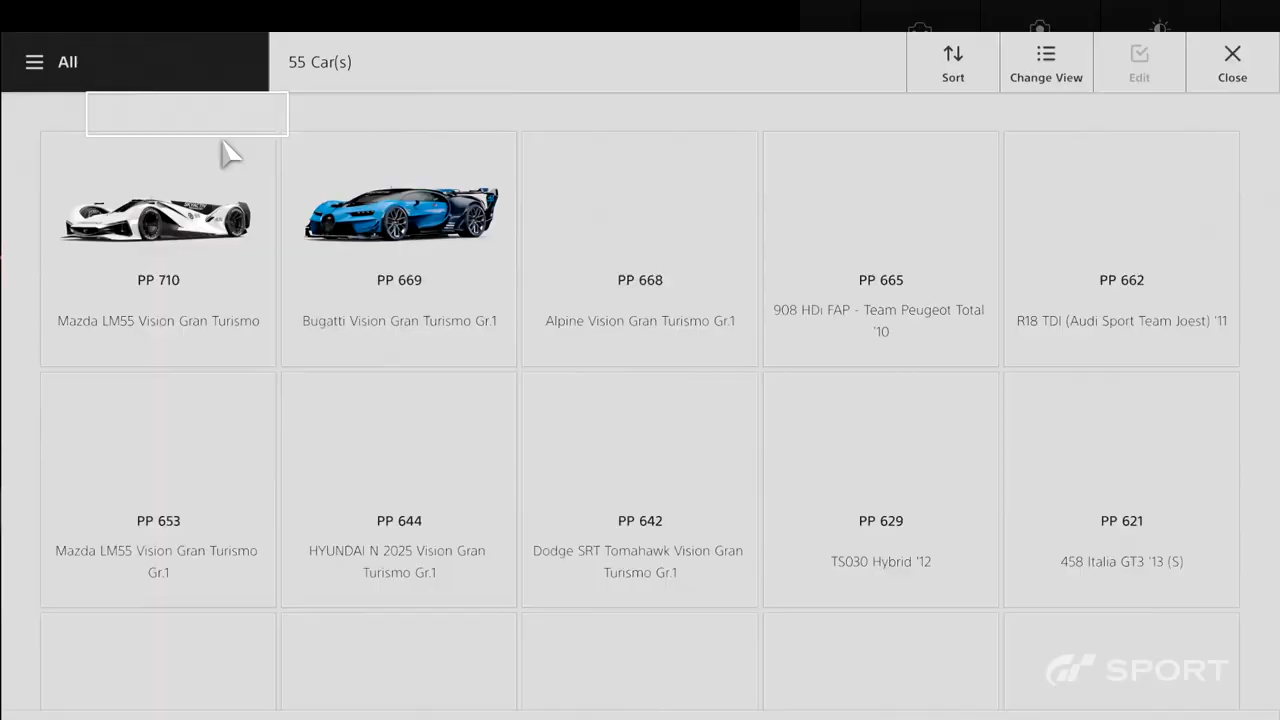 All
55 Car(s)
Sort
Change View
Edit
Close
PP 710
Mazda LM55 Vision Gran Turismo
PP 669
Bugatti Vision Gran Turismo Gr.1
PP 668
Alpine Vision Gran Turismo Gr.1
PP 665
908 HDi FAP - Team Peugeot Total
'10
PP 662
R18 TDI (Audi Sport Team Joest) '11
PP 653
Mazda LM55 Vision Gran Turismo
Gr.1
PP 644
HYUNDAI N 2025 Vision Gran
Turismo Gr.1
PP 642
Dodge SRT Tomahawk Vision Gran
Turismo Gr.1
PP 629
TS030 Hybrid '12
PP 621
458 Italia GT3 '13 (S)
GT SPORT